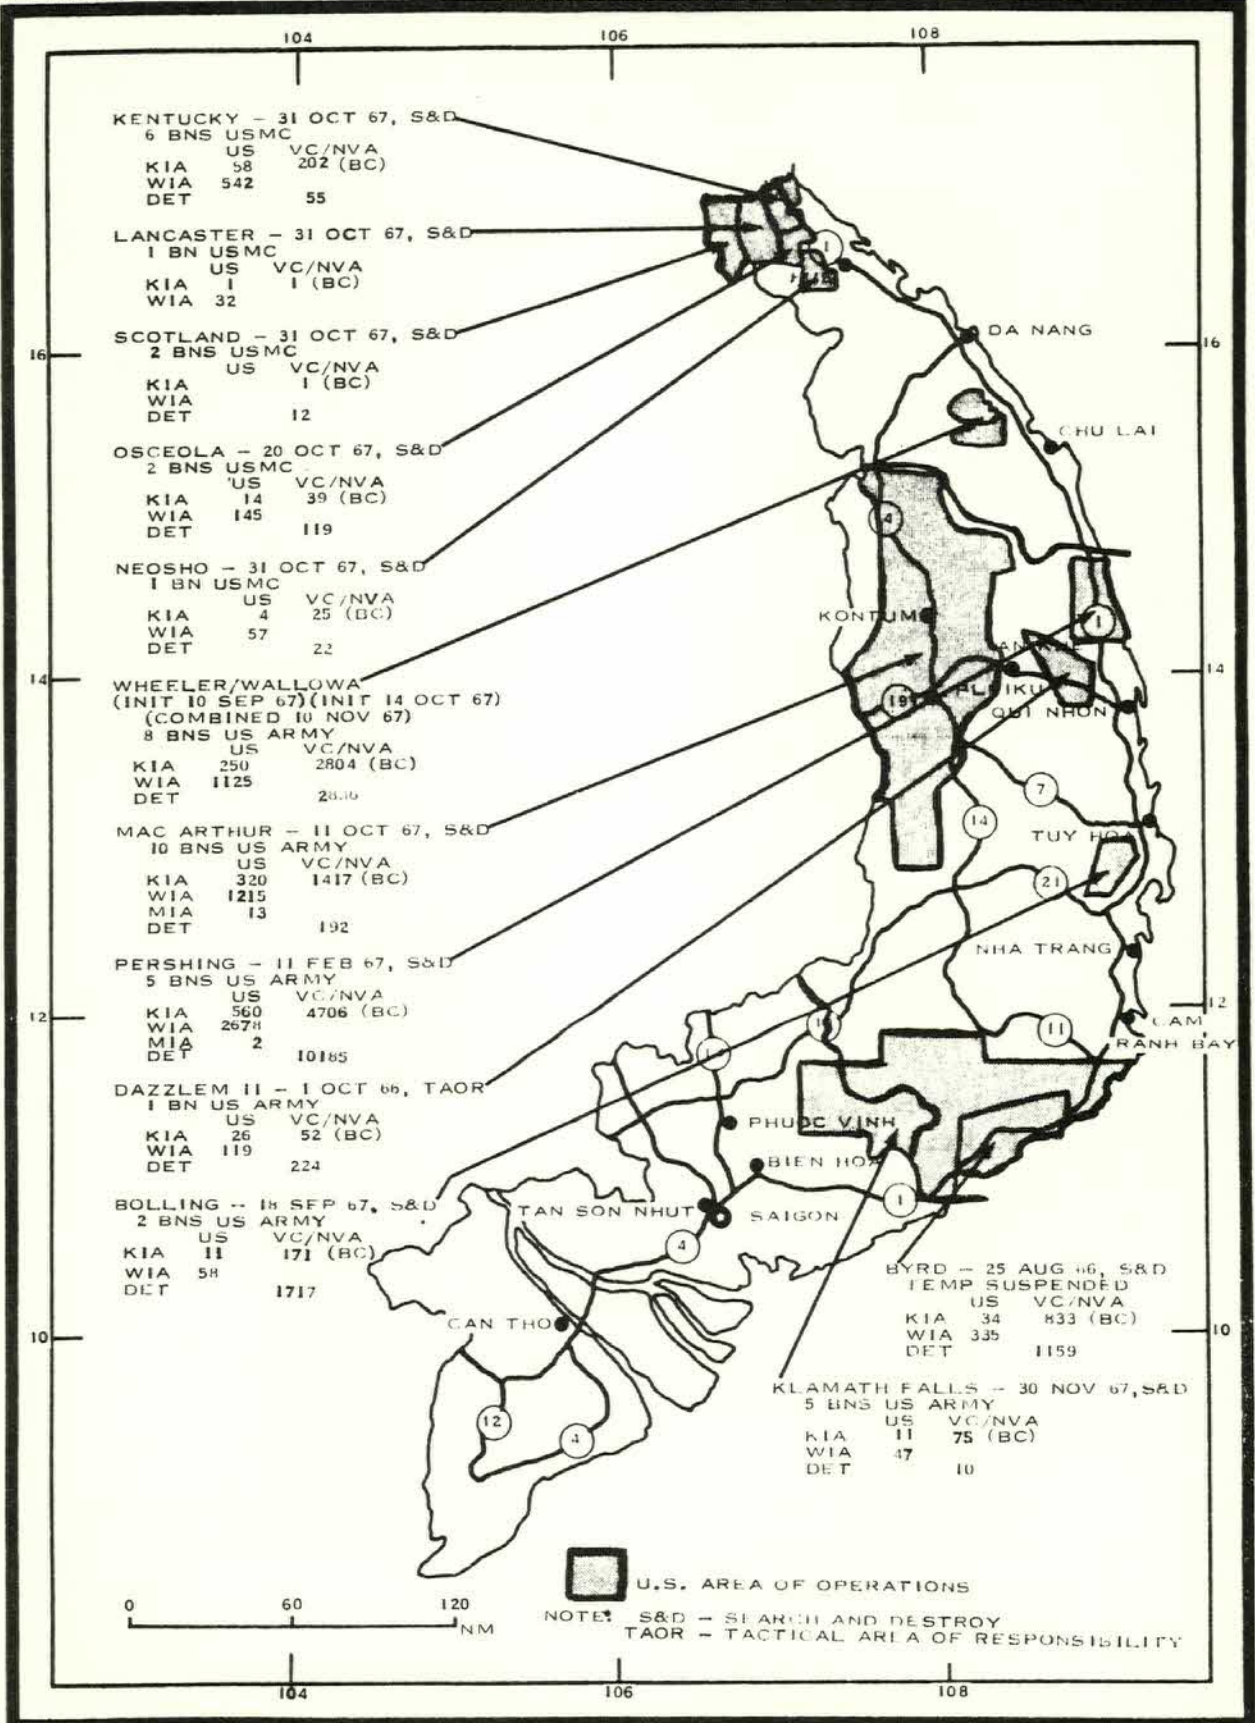 104 106 108
KENTUCKY – 31 OCT 67, S&D
6 BNS USMC
US VC/NVA
KIA 58 202 (BC)
WIA 542
DET 55
LANCASTER – 31 OCT 67, S&D
1 BN USMC
US VC/NVA
KIA 1 1 (BC)
WIA 32
SCOTLAND – 31 OCT 67, S&D
2 BNS USMC
US VC/NVA
KIA 1 (BC)
WIA
DET 12
OSCEOLA – 20 OCT 67, S&D
2 BNS USMC
US VC/NVA
KIA 14 39 (BC)
WIA 145
DET 119
NEOSHO – 31 OCT 67, S&D
1 BN USMC
US VC/NVA
KIA 4 25 (BC)
WIA 57
DET 22
WHEELER/WALLOWA
(INIT 10 SEP 67)(INIT 14 OCT 67)
(COMBINED 10 NOV 67)
8 BNS US ARMY
US VC/NVA
KIA 250 2804 (BC)
WIA 1125
DET
MAC ARTHUR – 11 OCT 67, S&D
10 BNS US ARMY
US VC/NVA
KIA 320 1417 (BC)
WIA 1215
MIA 13
DET 192
PERSHING – 11 FEB 67, S&D
5 BNS US ARMY
US VC/NVA
KIA 560 4706 (BC)
WIA 2678
MIA 2
DET 10185
DAZZLEM II – 1 OCT 66, TAOR
1 BN US ARMY
US VC/NVA
KIA 26 52 (BC)
WIA 119
DET 224
BOLLING -- 18 SEP 67, S&D
2 BNS US ARMY
US VC/NVA
KIA 11 171 (BC)
WIA 58
DET 1717
1
HUE
16 DA NANG 16
CHU LAI
14
KONTUM
1
14 AN KHE 14
19 PLEIKU
QUI NHON
7
14
TUY HOA
21
NHA TRANG
12 12
CAM
RANH BAY
11
PHUOC VINH
BIEN HOA
1
TAN SON NHUT SAIGON
4
CAN THO
10 10
12
4
BYRD – 25 AUG 66, S&D
TEMP SUSPENDED
US VC/NVA
KIA 34 833 (BC)
WIA 335
DET 1159
KLAMATH FALLS – 30 NOV 67, S&D
5 BNS US ARMY
US VC/NVA
KIA 11 75 (BC)
WIA 47
DET 10
U.S. AREA OF OPERATIONS
NOTE: S&D – SEARCH AND DESTROY
TAOR – TACTICAL AREA OF RESPONSIBILITY
0 60 120
NM
104 106 108